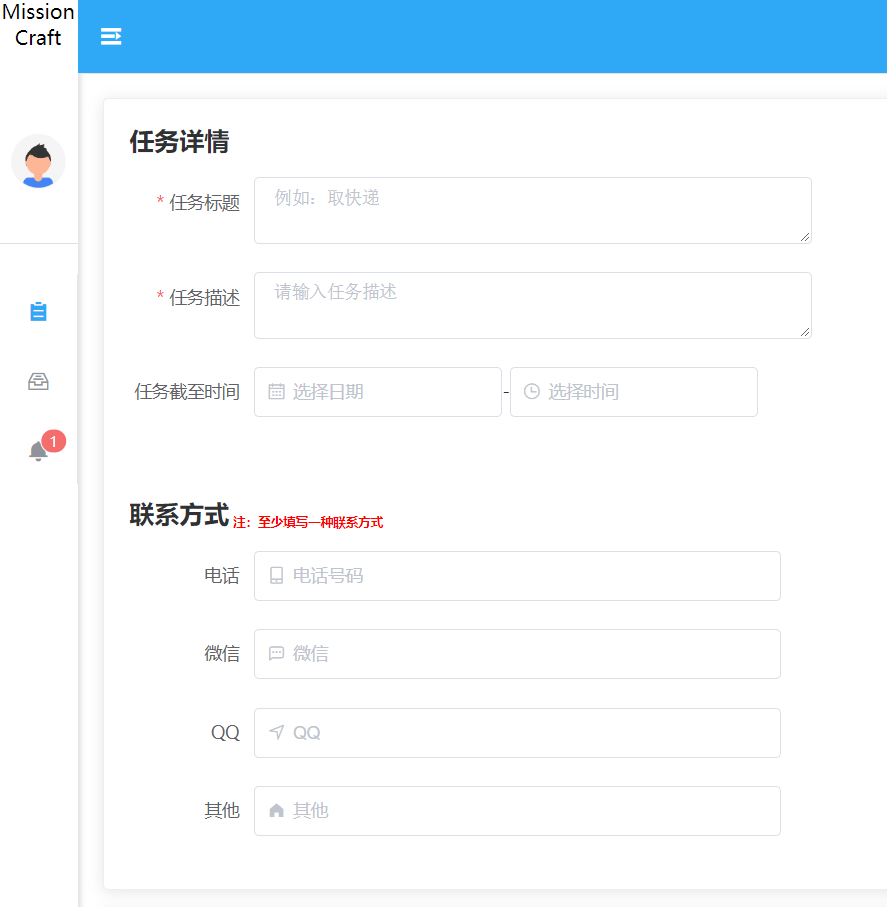 Mission
Craft
任务详情
* 任务标题
例如：取快递
* 任务描述
请输入任务描述
任务截至时间 选择日期 - 选择时间
1
联系方式 注：至少填写一种联系方式
电话 电话号码
微信 微信
QQ QQ
其他 其他